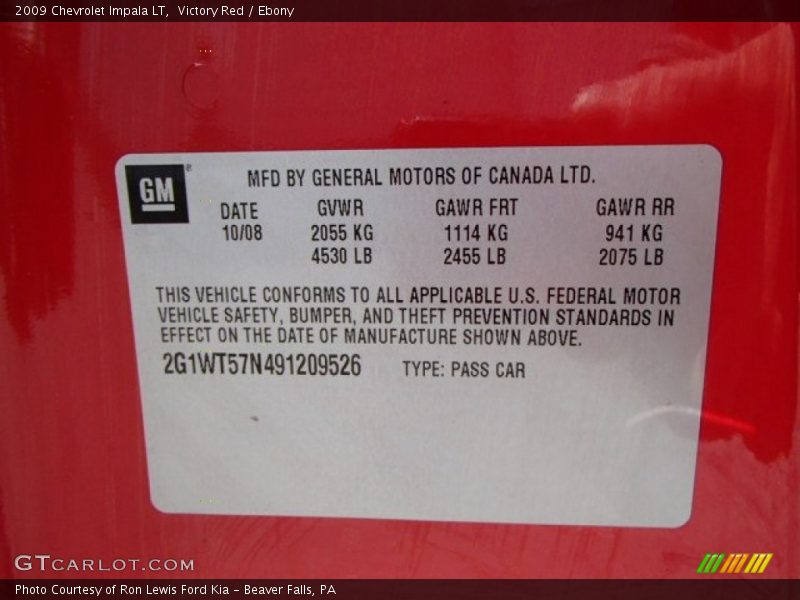 2009 Chevrolet Impala LT, Victory Red / Ebony
GM®
MFD BY GENERAL MOTORS OF CANADA LTD.
DATE GVWR GAWR FRT GAWR RR
10/08 2055 KG 1114 KG 941 KG
4530 LB 2455 LB 2075 LB
THIS VEHICLE CONFORMS TO ALL APPLICABLE U.S. FEDERAL MOTOR
VEHICLE SAFETY, BUMPER, AND THEFT PREVENTION STANDARDS IN
EFFECT ON THE DATE OF MANUFACTURE SHOWN ABOVE.
2G1WT57N491209526 TYPE: PASS CAR
GTCARLOT.COM
Photo Courtesy of Ron Lewis Ford Kia - Beaver Falls, PA